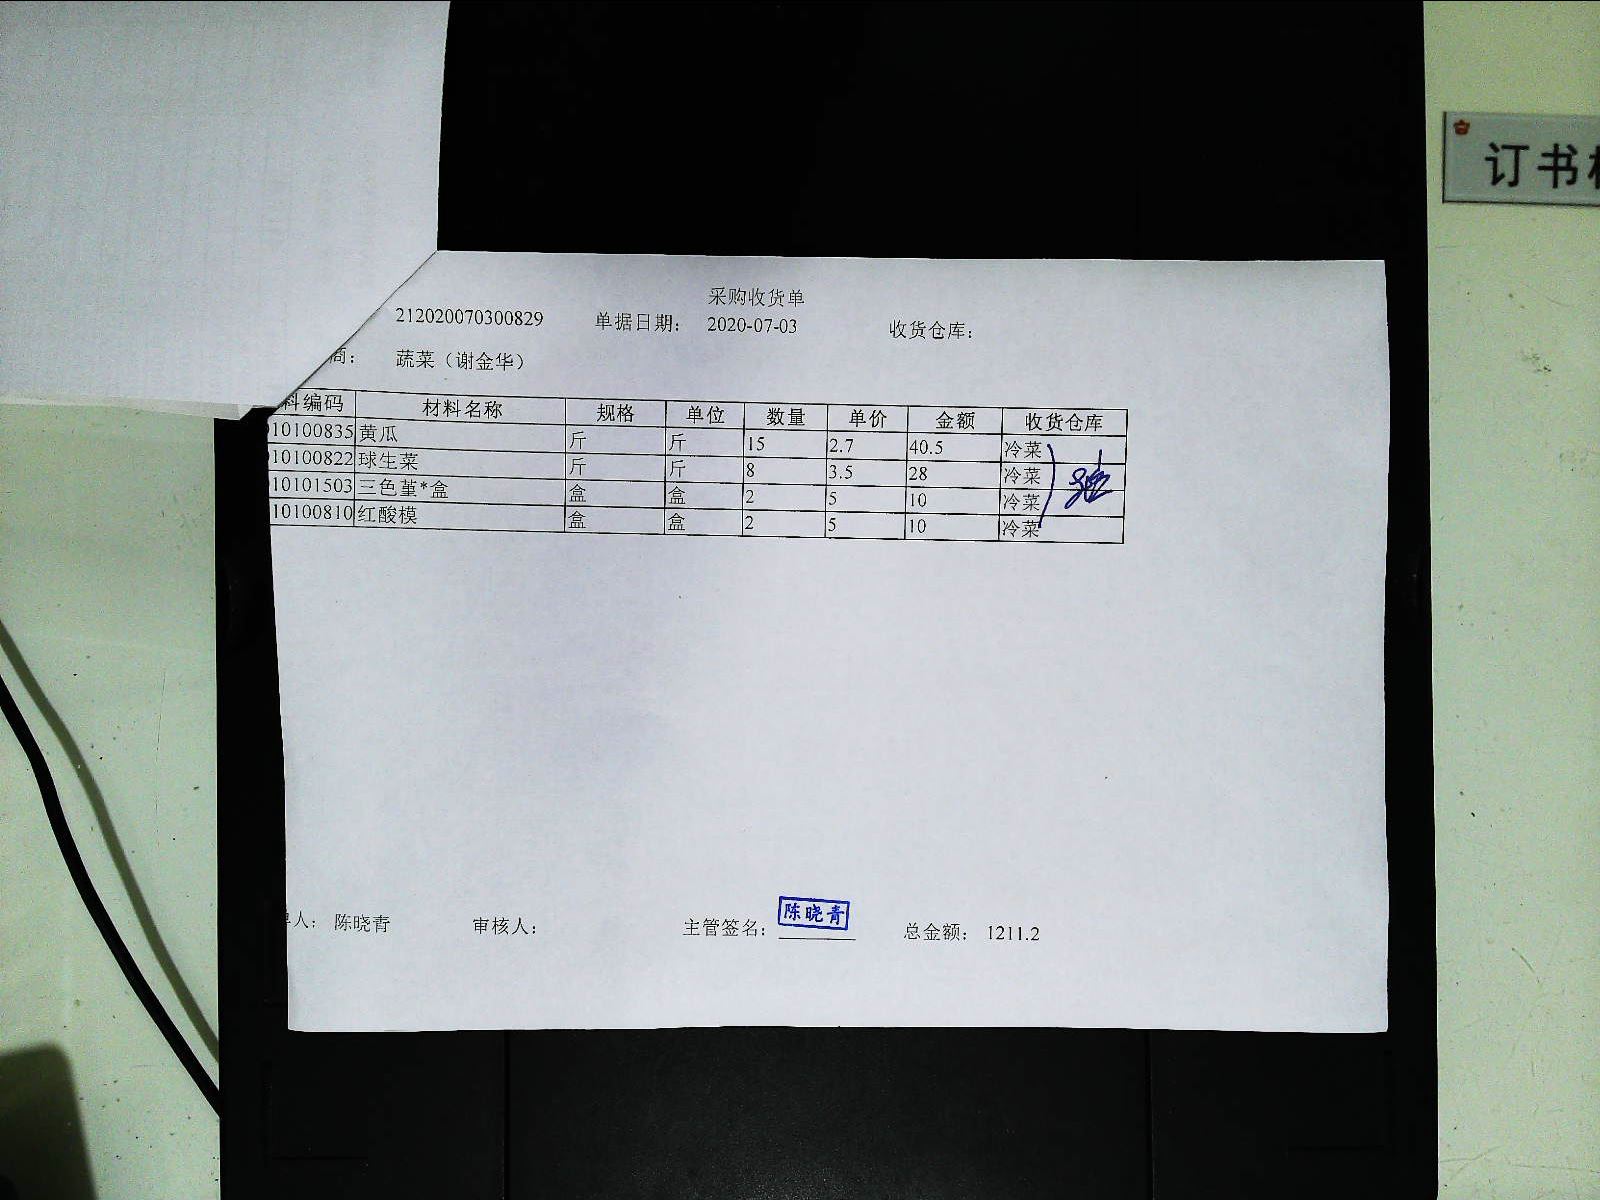 订书
采购收货单
212020070300829 单据日期： 2020-07-03 收货仓库：
商： 蔬菜（谢金华）
料编码 材料名称 规格 单位 数量 单价 金额 收货仓库
10100835 黄瓜 斤 斤 15 2.7 40.5 冷菜
10100822 球生菜 斤 斤 8 3.5 28 冷菜
10101503 三色堇*盒 盒 盒 2 5 10 冷菜
10100810 红酸模 盒 盒 2 5 10 冷菜
单人： 陈晓青 审核人： 主管签名： 陈晓青 总金额： 1211.2